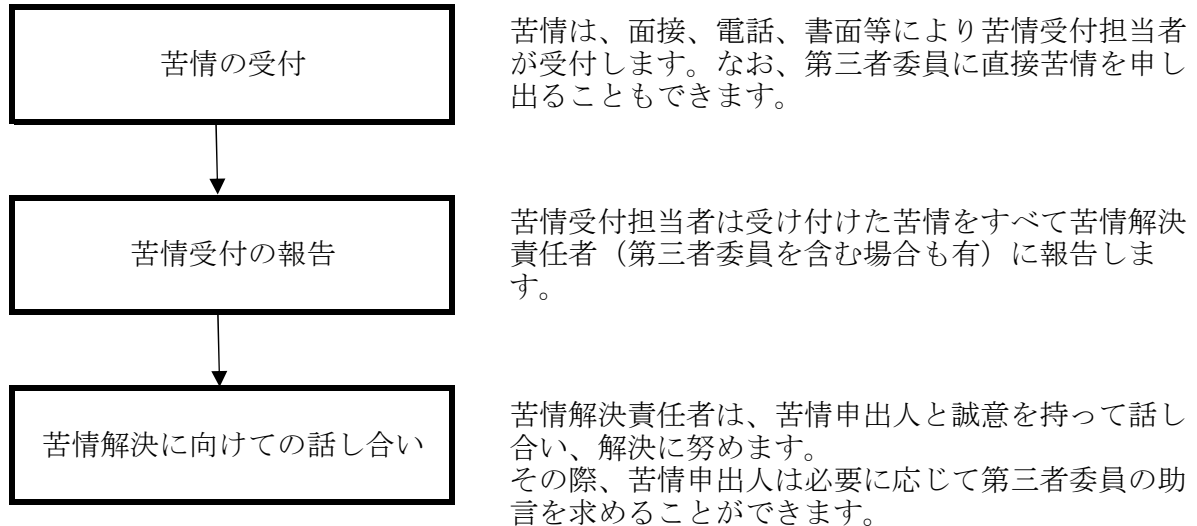 苦情の受付
苦情は、面接、電話、書面等により苦情受付担当者
が受付します。なお、第三者委員に直接苦情を申し
出ることもできます。
苦情受付の報告
苦情受付担当者は受け付けた苦情をすべて苦情解決
責任者（第三者委員を含む場合も有）に報告しま
す。
苦情解決に向けての話し合い
苦情解決責任者は、苦情申出人と誠意を持って話し
合い、解決に努めます。
その際、苦情申出人は必要に応じて第三者委員の助
言を求めることができます。